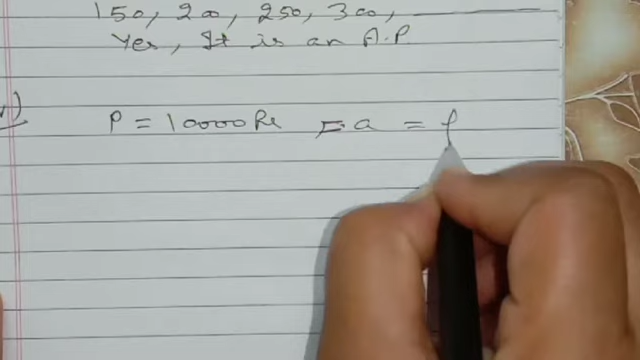 150, 200, 250, 300,
Yes, It is an A.P
v)
P = 10000 Rs = a = f